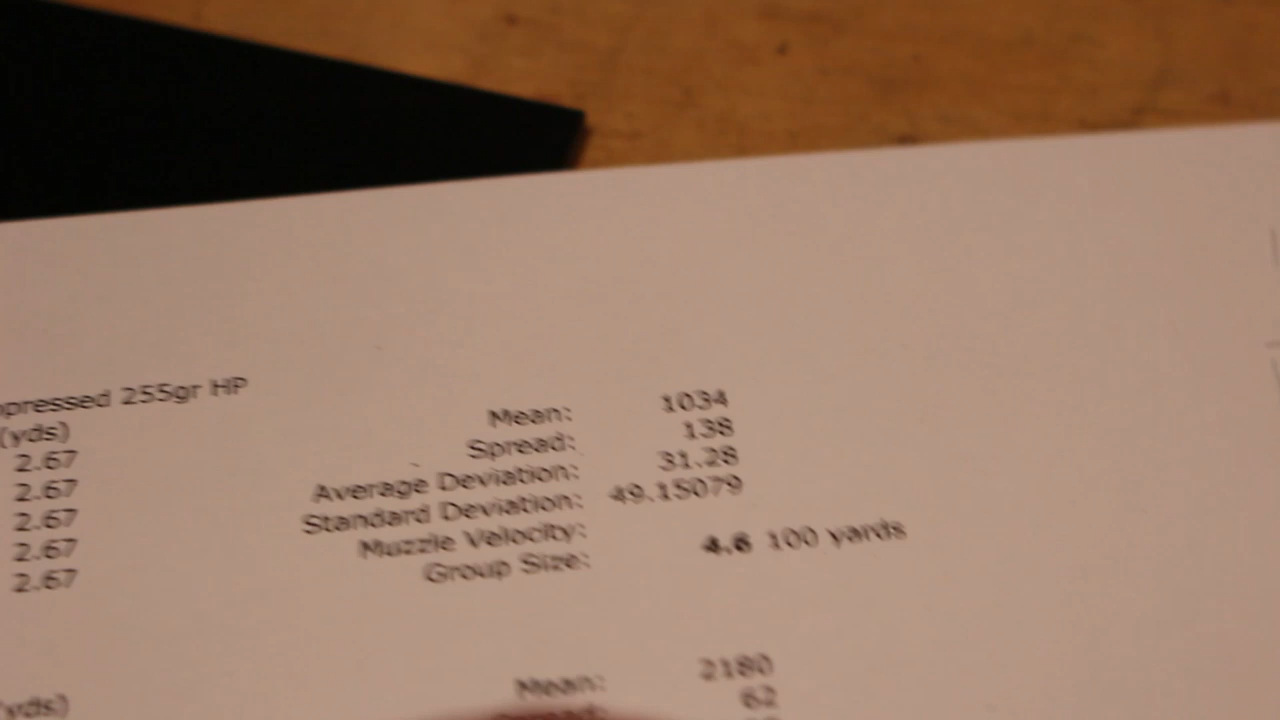 pressed 255gr HP
(yds)
2.67
2.67
2.67
2.67
2.67
Mean: 1034
Spread: 138
Average Deviation: 31.28
Standard Deviation: 49.15079
Muzzle Velocity:
Group Size: 4.6 100 yards
yds)
Mean: 2180
62